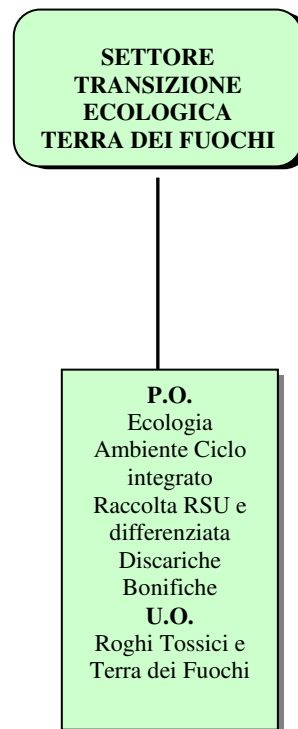 SETTORE
TRANSIZIONE
ECOLOGICA
TERRA DEI FUOCHI
P.O.
Ecologia
Ambiente Ciclo
integrato
Raccolta RSU e
differenziata
Discariche
Bonifiche
U.O.
Roghi Tossici e
Terra dei Fuochi